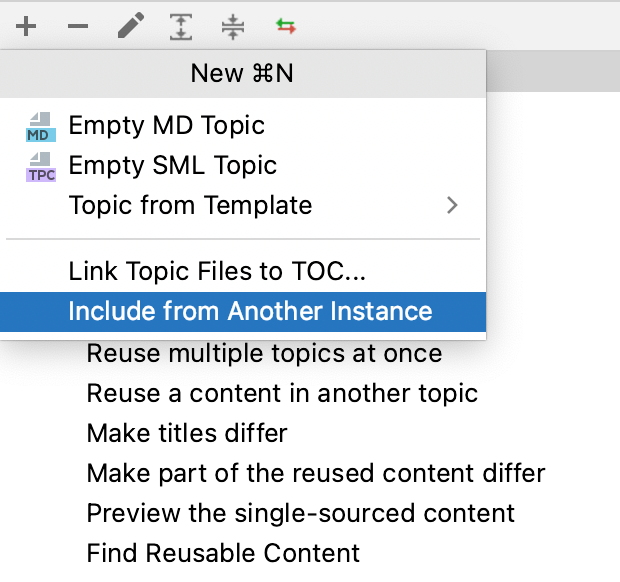 New ⌘N
MD Empty MD Topic
TPC Empty SML Topic
Topic from Template
Link Topic Files to TOC...
Include from Another Instance
Reuse multiple topics at once
Reuse a content in another topic
Make titles differ
Make part of the reused content differ
Preview the single-sourced content
Find Reusable Content